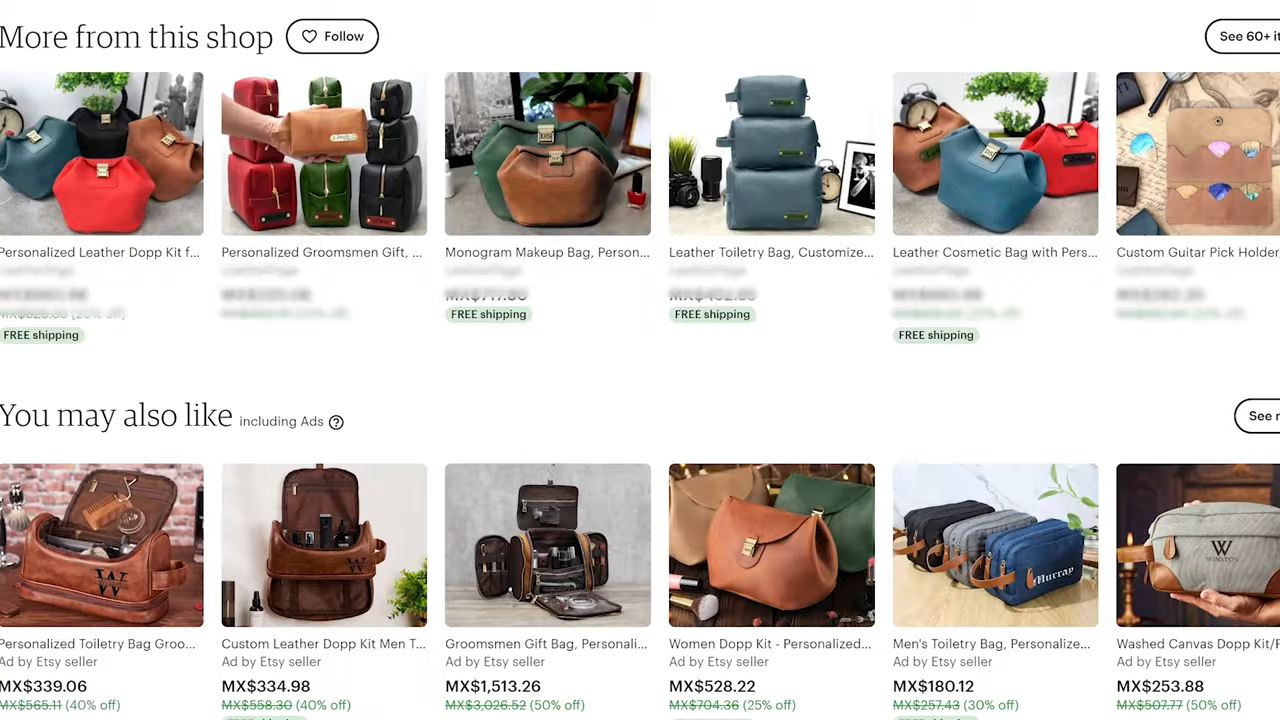 More from this shop
Follow
See 60+ it
Personalized Leather Dopp Kit f...
Personalized Groomsmen Gift, ...
Monogram Makeup Bag, Person...
Leather Toiletry Bag, Customize...
Leather Cosmetic Bag with Pers...
Custom Guitar Pick Holder,
FREE shipping
FREE shipping
FREE shipping
FREE shipping
You may also like including Ads ?
See
Personalized Toiletry Bag Groo...
Custom Leather Dopp Kit Men T...
Groomsmen Gift Bag, Personali...
Women Dopp Kit - Personalized...
Men's Toiletry Bag, Personalize...
Washed Canvas Dopp Kit/
Ad by Etsy seller
Ad by Etsy seller
Ad by Etsy seller
Ad by Etsy seller
Ad by Etsy seller
Ad by Etsy seller
MX$339.06
MX$334.98
MX$1,513.26
MX$528.22
MX$180.12
MX$253.88
MX$565.11 (40% off)
MX$558.30 (40% off)
MX$3,026.52 (50% off)
MX$704.36 (25% off)
MX$257.43 (30% off)
MX$507.77 (50% off)
W
W
Murray
W
WINSTON